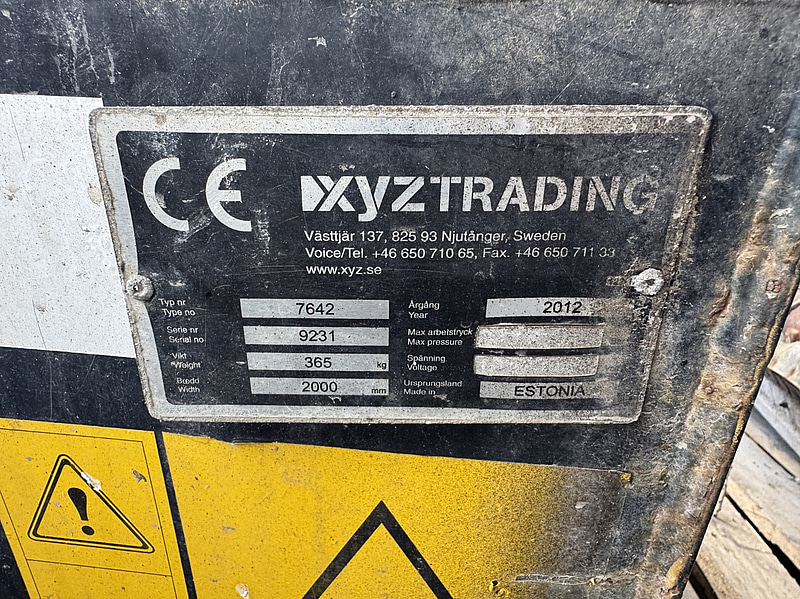 CE XYZTRADING
Västtjär 137, 825 93 Njutånger, Sweden
Voice/Tel. +46 650 710 65, Fax. +46 650 711 33
www.xyz.se
Typ nr 7642 Årgång 2012
Type no Year
Serie nr 9231 Max arbetstryck
Serial no Max pressure
Vikt 365 kg Spänning
Weight Voltage
Bredd 2000 mm Ursprungsland ESTONIA
Width Made in